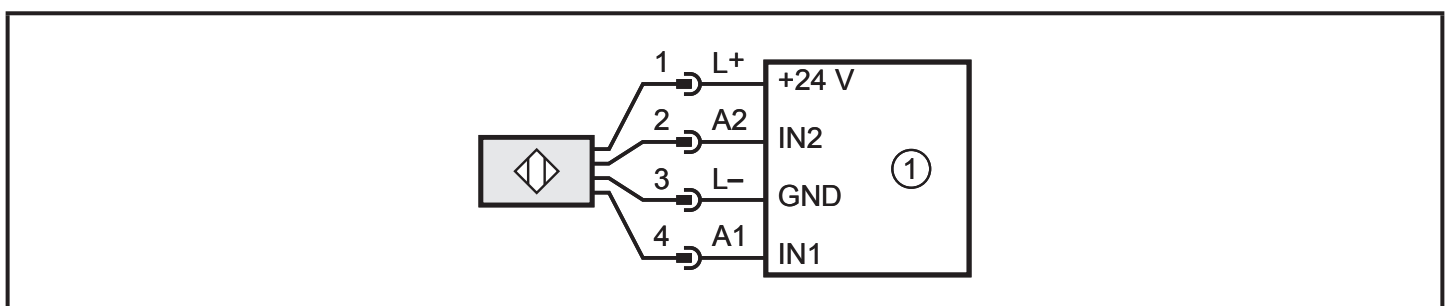 1 L+ +24 V
2 A2 IN2
①
3 L– GND
4 A1 IN1